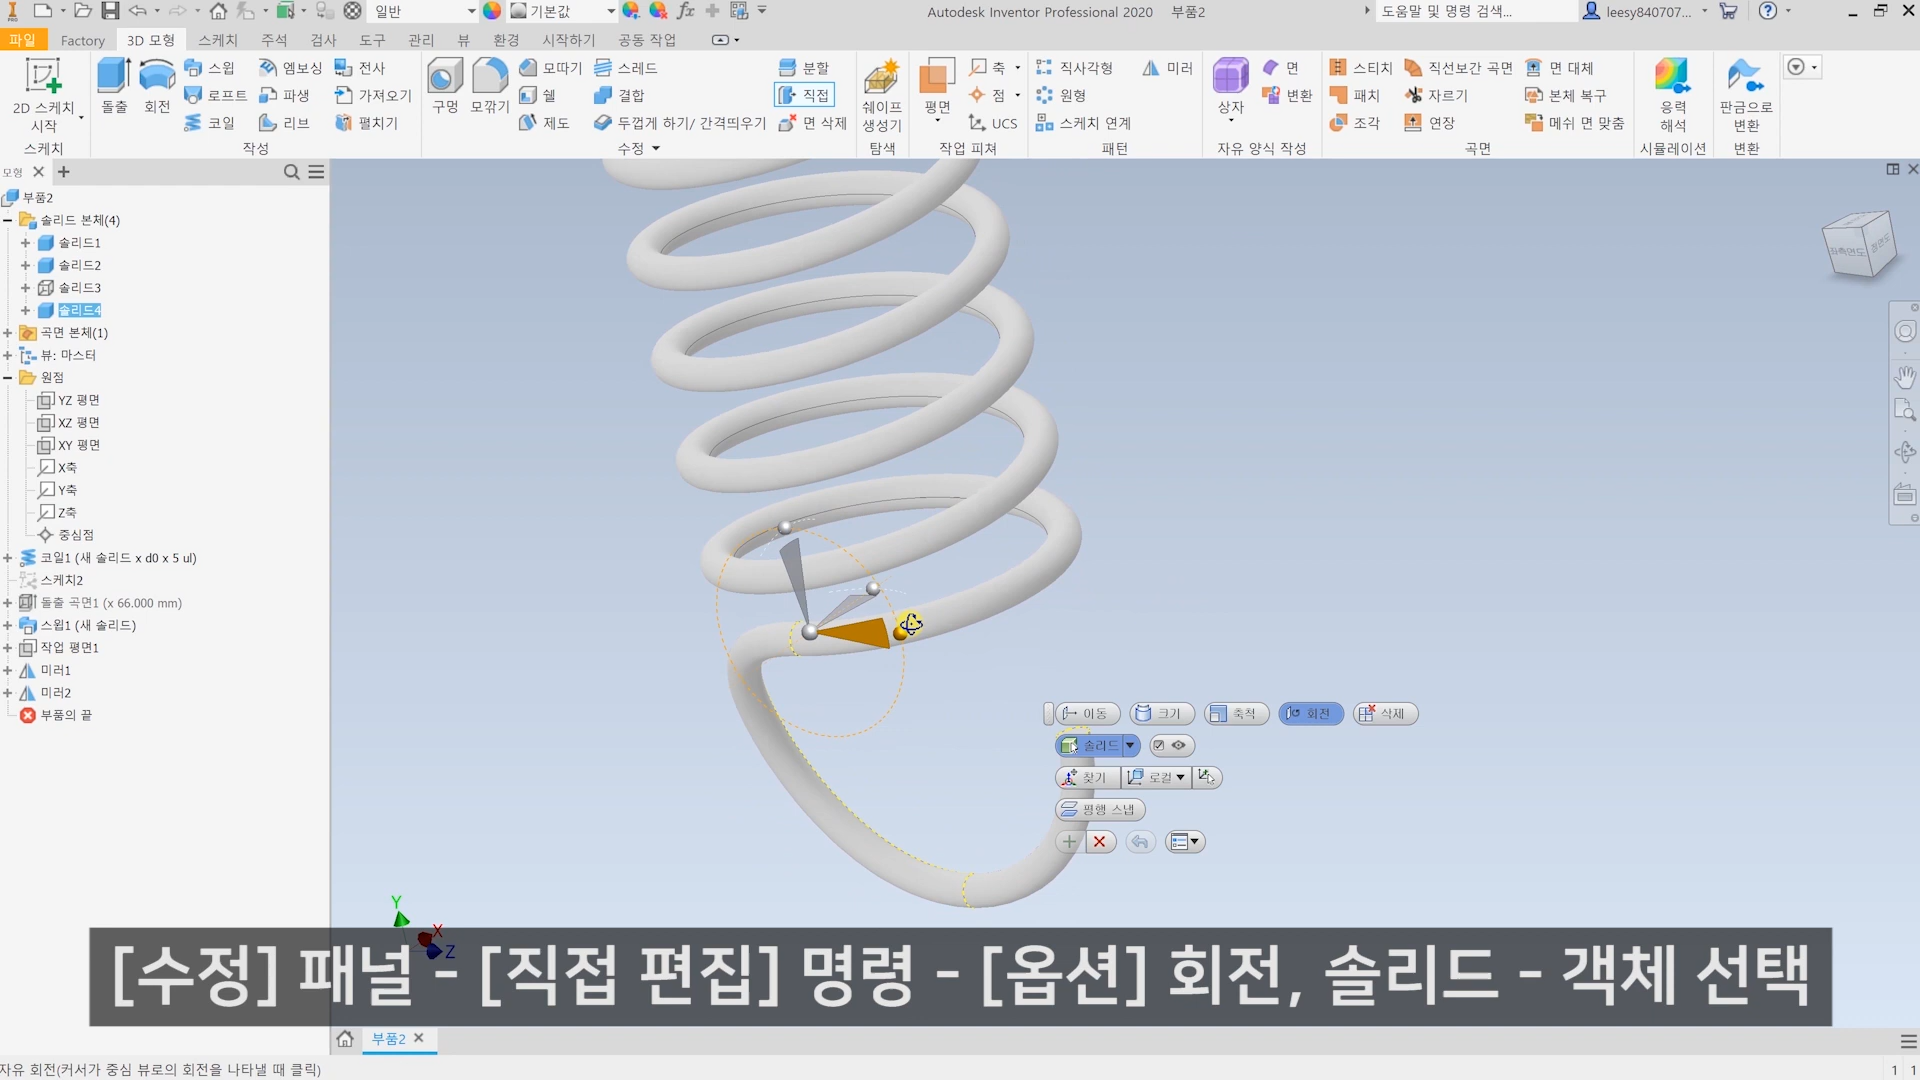 일반
기본값
Autodesk Inventor Professional 2020 부품2
도움말 및 명령 검색...
leesy840707...
파일 Factory 3D 모형 스케치 주석 검사 도구 관리 뷰 환경 시작하기 공동 작업
2D 스케치 시작
돌출
회전
스윕
로프트
코일
엠보싱
파생
리브
전사
가져오기
펼치기
구멍
모깎기
모따기
쉘
제도
스레드
결합
두껍게 하기/ 간격띄우기
분할
직접
면 삭제
쉐이프 생성기
평면
축
점
UCS
직사각형
원형
스케치 연계
미러
상자
면
변환
스티치
패치
조각
직선보간 곡면
자르기
연장
면 대체
본체 복구
메쉬 면 맞춤
응력 해석
판금으로 변환
스케치 작성 수정 탐색 작업 피쳐 패턴 자유 양식 작성 곡면 시뮬레이션 변환
모형
부품2
솔리드 본체(4)
솔리드1
솔리드2
솔리드3
솔리드4
곡면 본체(1)
뷰: 마스터
원점
YZ 평면
XZ 평면
XY 평면
X축
Y축
Z축
중심점
코일1 (새 솔리드 x d0 x 5 ul)
스케치2
돌출 곡면1 (x 66.000 mm)
스윕1 (새 솔리드)
작업 평면1
미러1
미러2
부품의 끝
좌측면도
이동 크기 축척 회전 삭제
솔리드
찾기 로컬
평행 스냅
Y
X
Z
[수정] 패널 - [직접 편집] 명령 - [옵션] 회전, 솔리드 - 객체 선택
부품2
자유 회전(커서가 중심 뷰로의 회전을 나타낼 때 클릭)
1 1